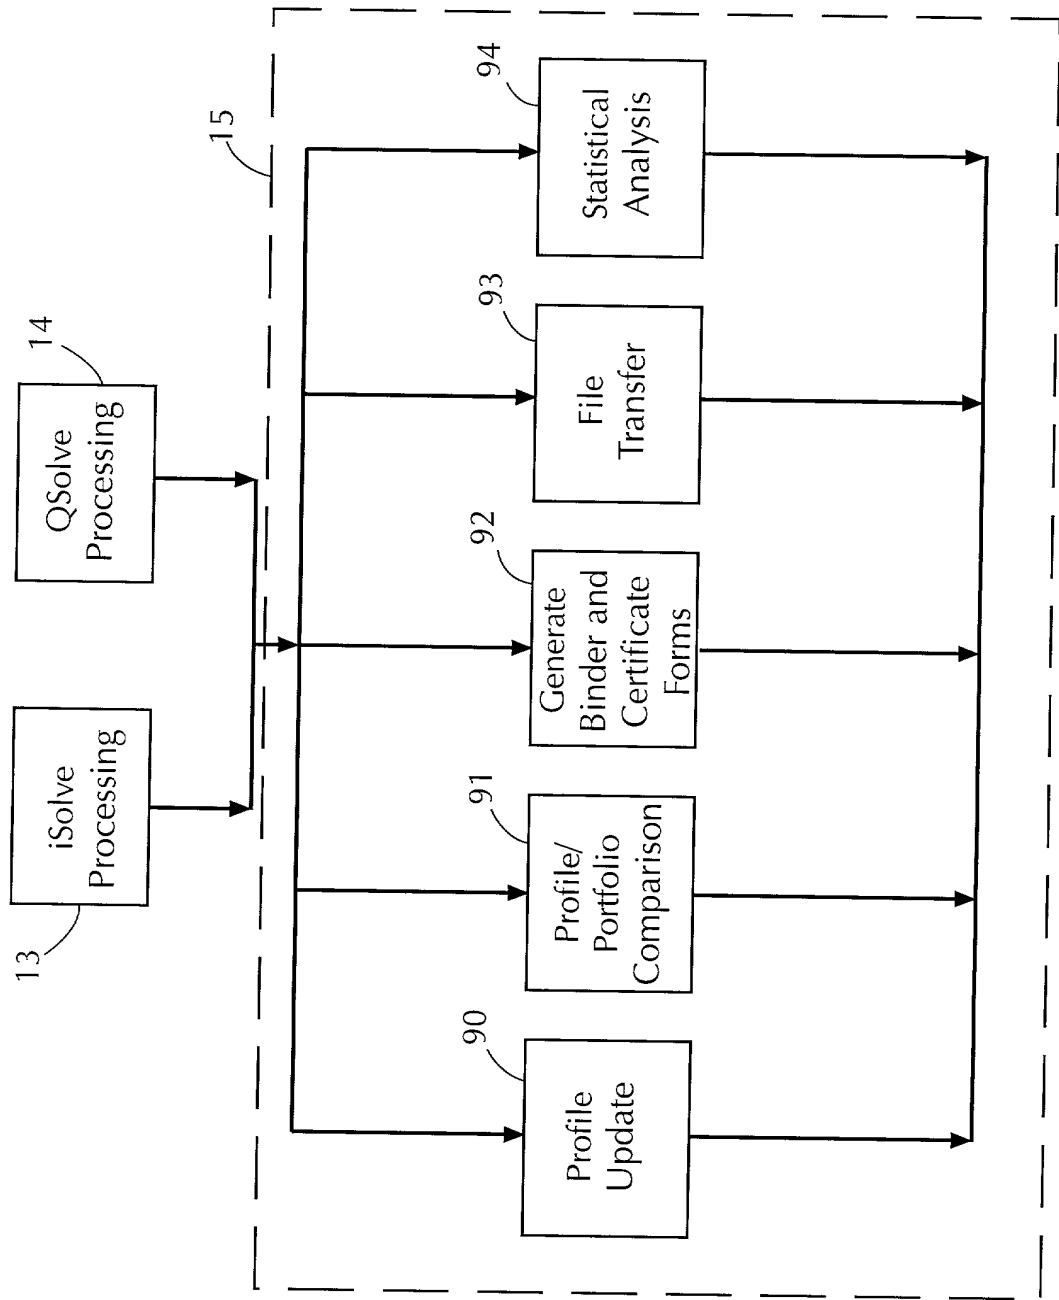 iSolve
Processing
13
QSolve
Processing
14
15
Profile
Update
90
Profile/
Portfolio
Comparison
91
Generate
Binder and
Certificate
Forms
92
File
Transfer
93
Statistical
Analysis
94